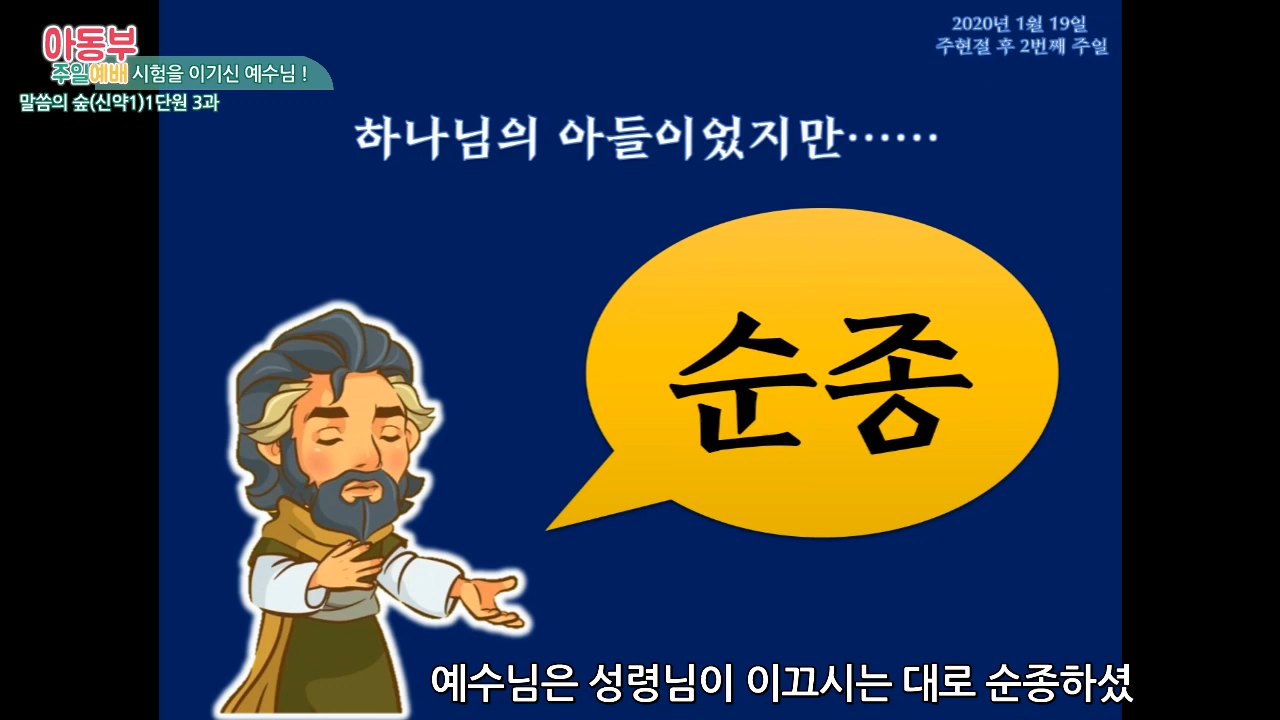 아동부
주일예배 시험을 이기신 예수님 !
말씀의 숲(신약1)1단원 3과
2020년 1월 19일
주현절 후 2번째 주일
하나님의 아들이었지만……
순종
예수님은 성령님이 이끄시는 대로 순종하셨